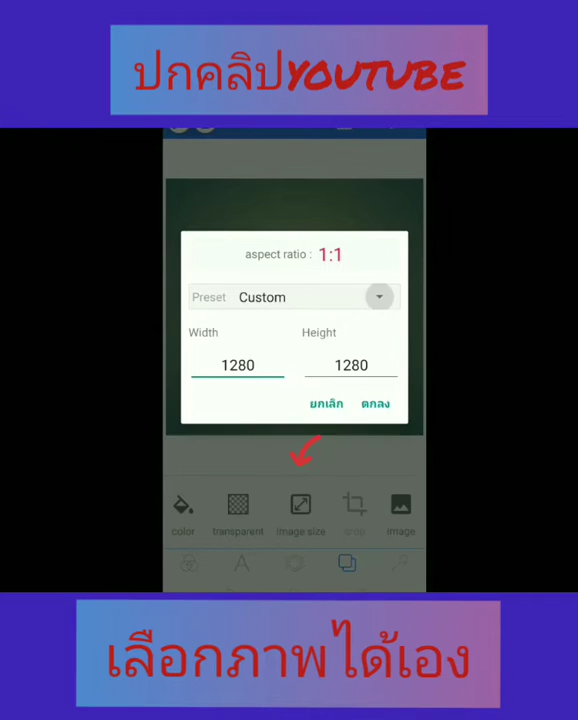 ปกคลิปYOUTUBE
aspect ratio : 1:1
Preset Custom
Width Height
1280 1280
ยกเลิก ตกลง
color transparent image size crop image
เลือกภาพได้เอง